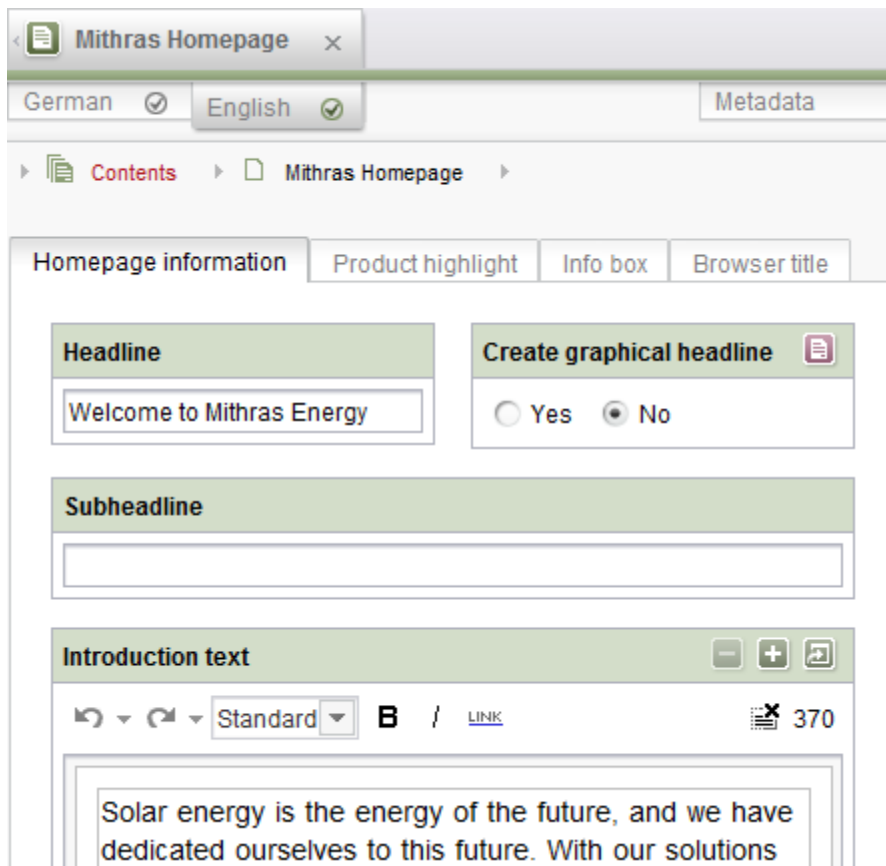 Mithras Homepage
German English Metadata
Contents Mithras Homepage
Homepage information Product highlight Info box Browser title
Headline Create graphical headline
Welcome to Mithras Energy Yes No
Subheadline
Introduction text
Standard B I LINK 370
Solar energy is the energy of the future, and we have
dedicated ourselves to this future. With our solutions